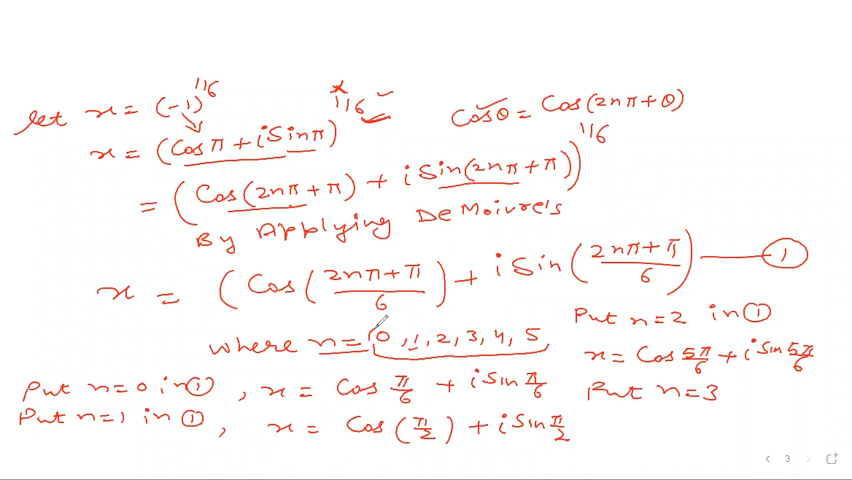 let x = (-1)^1/6
x = (Cosπ + i Sinπ)^1/6
Cosθ = Cos(2nπ+θ)
= (Cos(2nπ+π) + i Sin(2nπ+π))^1/6
By Applying DeMoivre's
x = (Cos(2nπ+π/6) + i Sin(2nπ+π/6) — ①
where n = 0, 1, 2, 3, 4, 5
Put n=0 in ①, x = Cos π/6 + i Sin π/6
Put n=1 in ①, x = Cos(π/2) + i Sin π/2
Put n=2 in ①
x = Cos 5π/6 + i Sin 5π/6
Put n=3
3